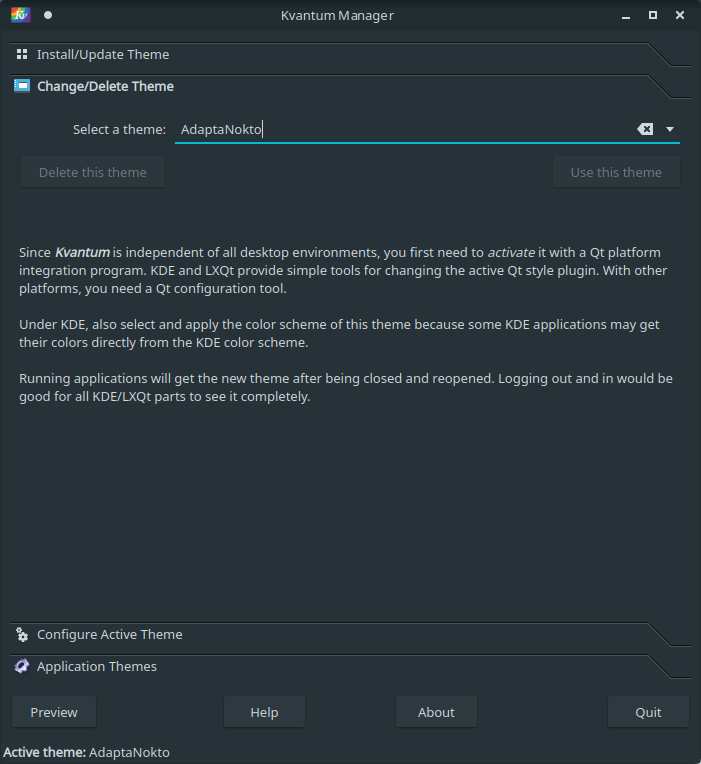 Kvantum Manager
Install/Update Theme
Change/Delete Theme
Select a theme: AdaptaNokto
Delete this theme Use this theme
Since Kvantum is independent of all desktop environments, you first need to activate it with a Qt platform
integration program. KDE and LXQt provide simple tools for changing the active Qt style plugin. With other
platforms, you need a Qt configuration tool.
Under KDE, also select and apply the color scheme of this theme because some KDE applications may get
their colors directly from the KDE color scheme.
Running applications will get the new theme after being closed and reopened. Logging out and in would be
good for all KDE/LXQt parts to see it completely.
Configure Active Theme
Application Themes
Preview Help About Quit
Active theme: AdaptaNokto